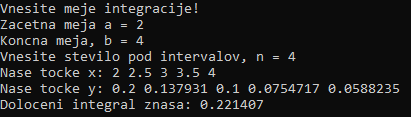 Vnesite meje integracije!
Zacetna meja a = 2
Koncna meja, b = 4
Vnesite stevilo pod intervalov, n = 4
Nase tocke x: 2 2.5 3 3.5 4
Nase tocke y: 0.2 0.137931 0.1 0.0754717 0.0588235
Doloceni integral znasa: 0.221407